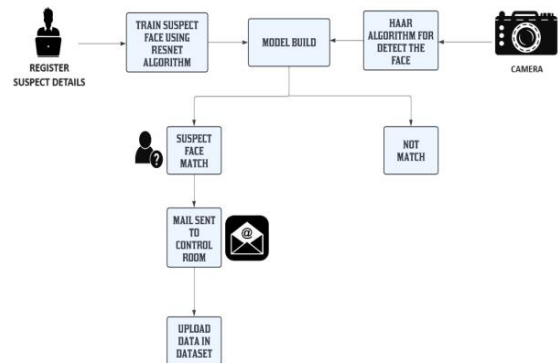 REGISTER
SUSPECT DETAILS
TRAIN SUSPECT
FACE USING
RESNET
ALGORITHM
MODEL BUILD
HAAR
ALGORITHM FOR
DETECT THE
FACE
CAMERA
?
SUSPECT
FACE
MATCH
NOT
MATCH
MAIL SENT
TO
CONTROL
ROOM
@
UPLOAD
DATA IN
DATASET